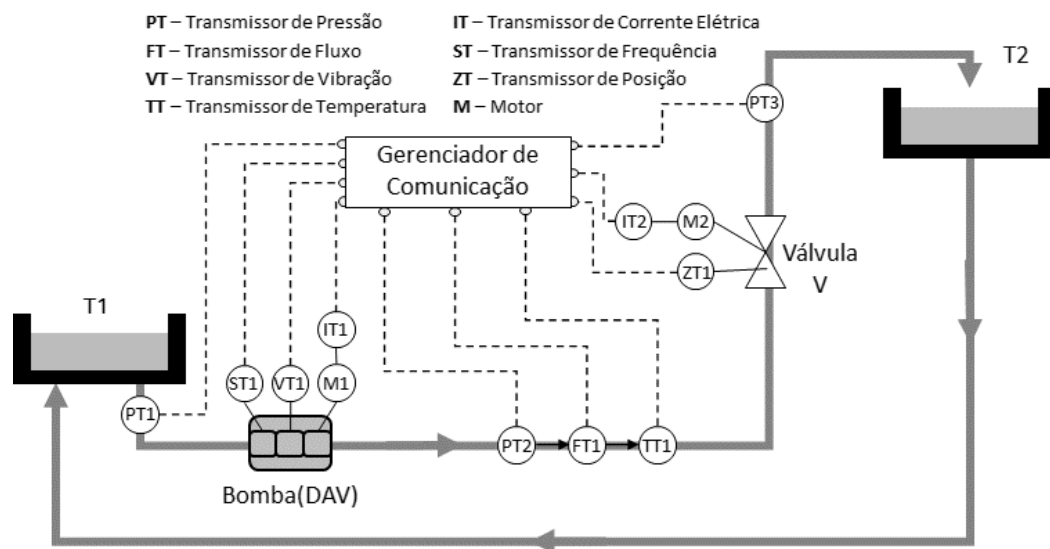 PT – Transmissor de Pressão
FT – Transmissor de Fluxo
VT – Transmissor de Vibração
TT – Transmissor de Temperatura
IT – Transmissor de Corrente Elétrica
ST – Transmissor de Frequência
ZT – Transmissor de Posição
M – Motor
T2
PT3
Gerenciador de
Comunicação
IT2
M2
Válvula
V
ZT1
T1
IT1
ST1
VT1
M1
PT1
PT2
FT1
TT1
Bomba(DAV)